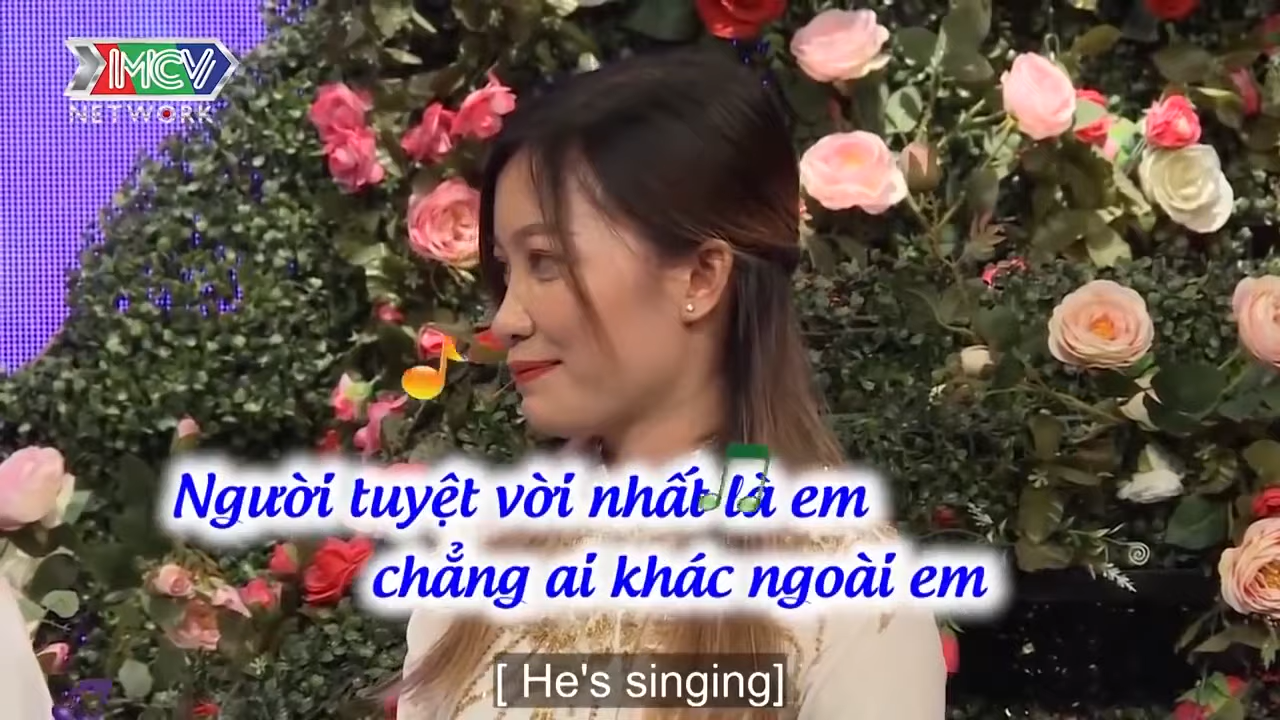 MCV
NETWORK
Người tuyệt vời nhất là em
chẳng ai khác ngoài em
[ He's singing]